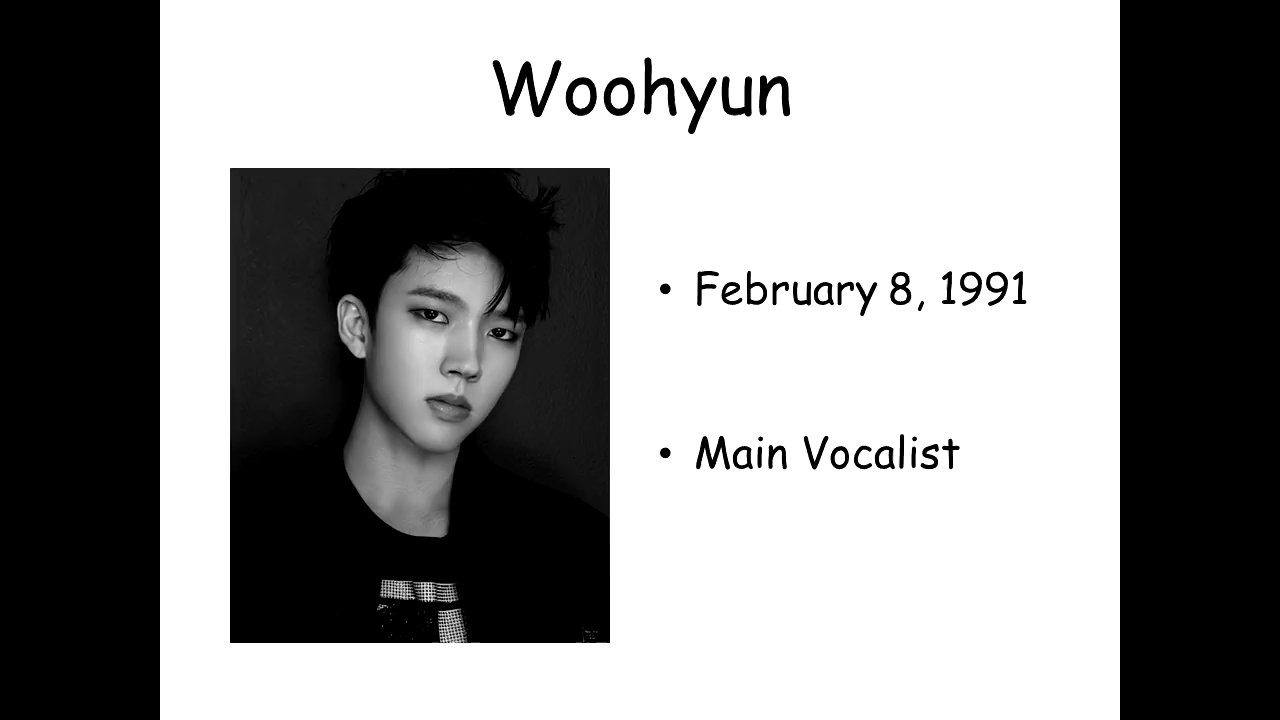 Woohyun
• February 8, 1991
• Main Vocalist